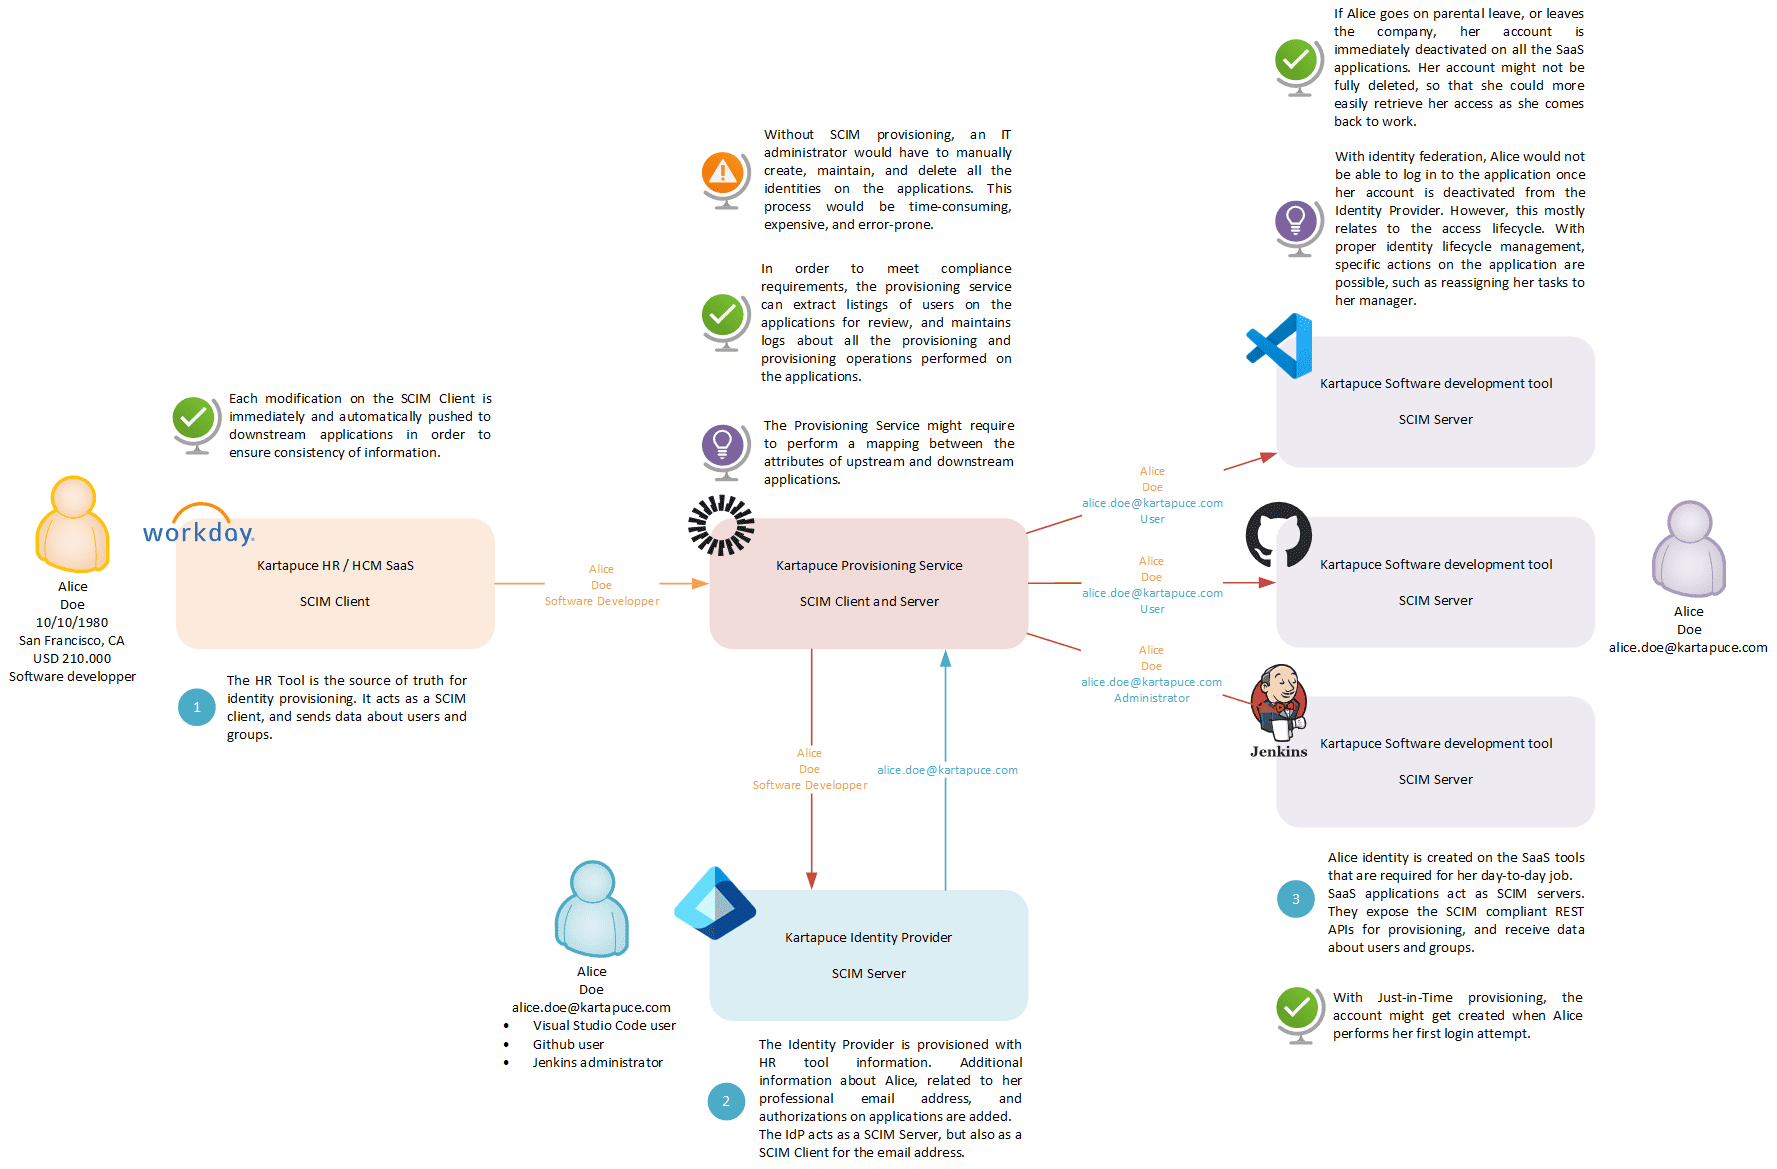 If Alice goes on parental leave, or leaves
the company, her account is
immediately deactivated on all the SaaS
applications. Her account might not be
fully deleted, so that she could more
easily retrieve her access as she comes
back to work.
Without SCIM provisioning, an IT
administrator would have to manually
create, maintain, and delete all the
identities on the applications. This
process would be time-consuming,
expensive, and error-prone.
With identity federation, Alice would not
be able to log in to the application once
her account is deactivated from the
Identity Provider. However, this mostly
relates to the access lifecycle. With
proper identity lifecycle management,
specific actions on the application are
possible, such as reassigning her tasks to
her manager.
In order to meet compliance
requirements, the provisioning service
can extract listings of users on the
applications for review, and maintains
logs about all the provisioning and
provisioning operations performed on
the applications.
Each modification on the SCIM Client is
immediately and automatically pushed to
downstream applications in order to
ensure consistency of information.
The Provisioning Service might require
to perform a mapping between the
attributes of upstream and downstream
applications.
Kartapuce Software development tool
SCIM Server
Alice
Doe
10/10/1980
San Francisco, CA
USD 210.000
Software developper
workday
Kartapuce HR / HCM SaaS
SCIM Client
Alice
Doe
Software Developper
Kartapuce Provisioning Service
SCIM Client and Server
Alice
Doe
alice.doe@kartapuce.com
User
Alice
Doe
alice.doe@kartapuce.com
User
Alice
Doe
alice.doe@kartapuce.com
Administrator
Kartapuce Software development tool
SCIM Server
Alice
Doe
alice.doe@kartapuce.com
1
The HR Tool is the source of truth for
identity provisioning. It acts as a SCIM
client, and sends data about users and
groups.
Jenkins
Kartapuce Software development tool
SCIM Server
Alice
Doe
Software Developper
alice.doe@kartapuce.com
Alice
Doe
alice.doe@kartapuce.com
• Visual Studio Code user
• Github user
• Jenkins administrator
Kartapuce Identity Provider
SCIM Server
3
Alice identity is created on the SaaS tools
that are required for her day-to-day job.
SaaS applications act as SCIM servers.
They expose the SCIM compliant REST
APIs for provisioning, and receive data
about users and groups.
With Just-in-Time provisioning, the
account might get created when Alice
performs her first login attempt.
2
The Identity Provider is provisioned with
HR tool information. Additional
information about Alice, related to her
professional email address, and
authorizations on applications are added.
The IdP acts as a SCIM Server, but also as a
SCIM Client for the email address.